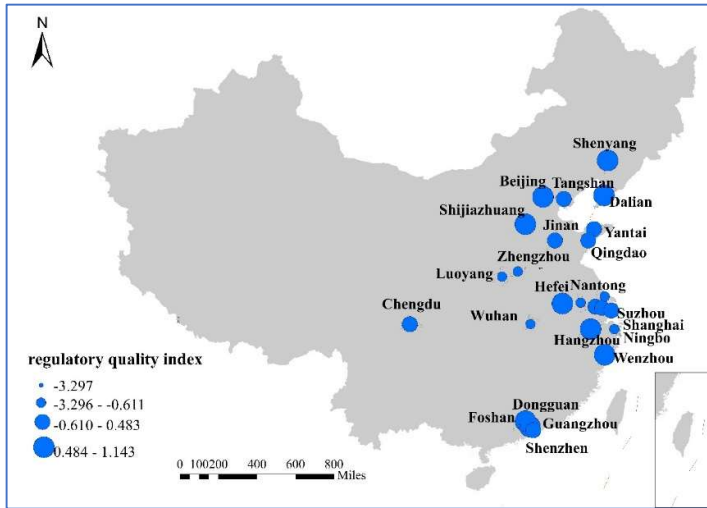 N
Shenyang
Beijing Tangshan
Dalian
Shijiazhuang
Jinan
Yantai
Qingdao
Zhengzhou
Luoyang
Hefei Nantong
Chengdu
Wuhan
Suzhou
Shanghai
Hangzhou Ningbo
Wenzhou
regulatory quality index
-3.297
-3.296 - -0.611
-0.610 - 0.483
0.484 - 1.143
Dongguan
Foshan Guangzhou
Shenzhen
0 100200 400 600 800
Miles